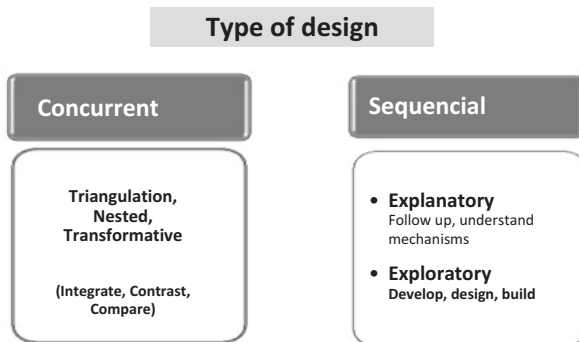 Type of design
Concurrent
Triangulation,
Nested,
Transformative
(Integrate, Contrast,
Compare)
Sequencial
• Explanatory
Follow up, understand
mechanisms
• Exploratory
Develop, design, build